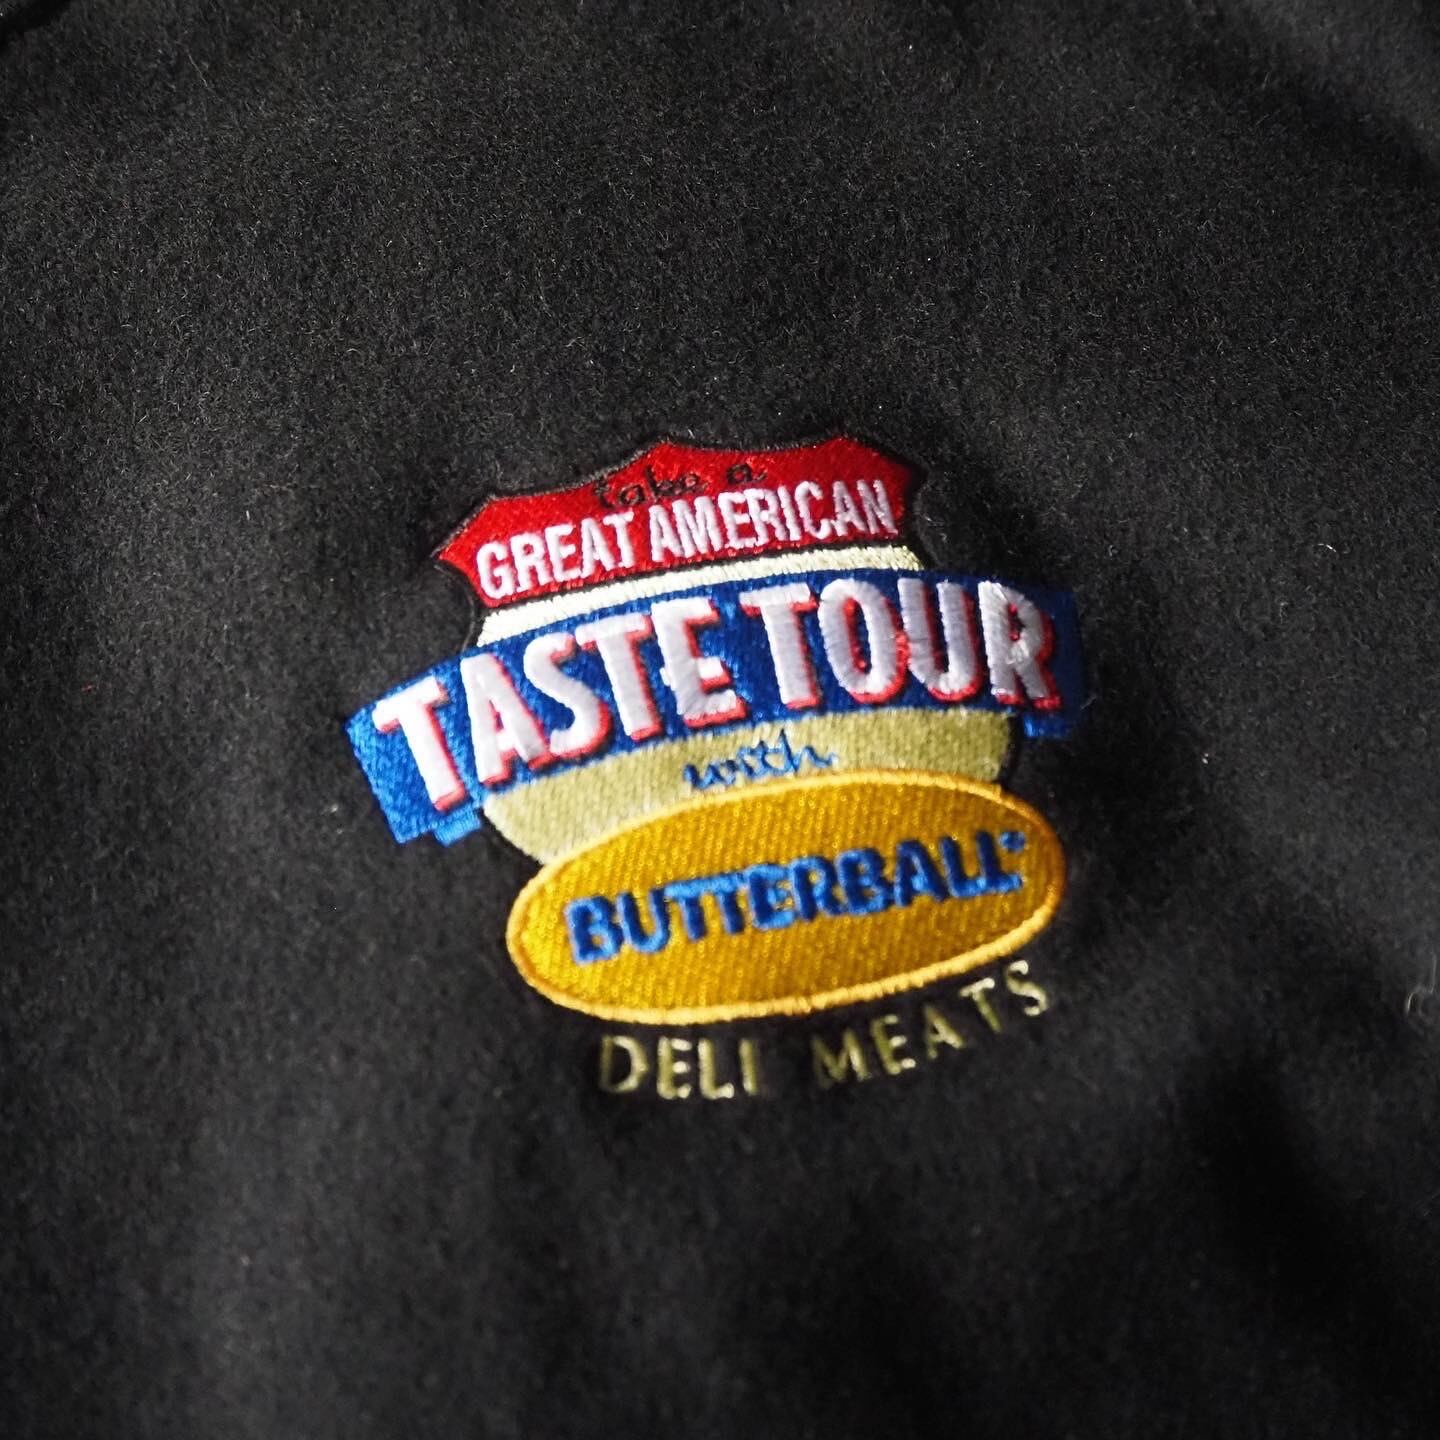 take a
GREAT AMERICAN
TASTE TOUR
with
BUTTERBALL®
DELI MEATS